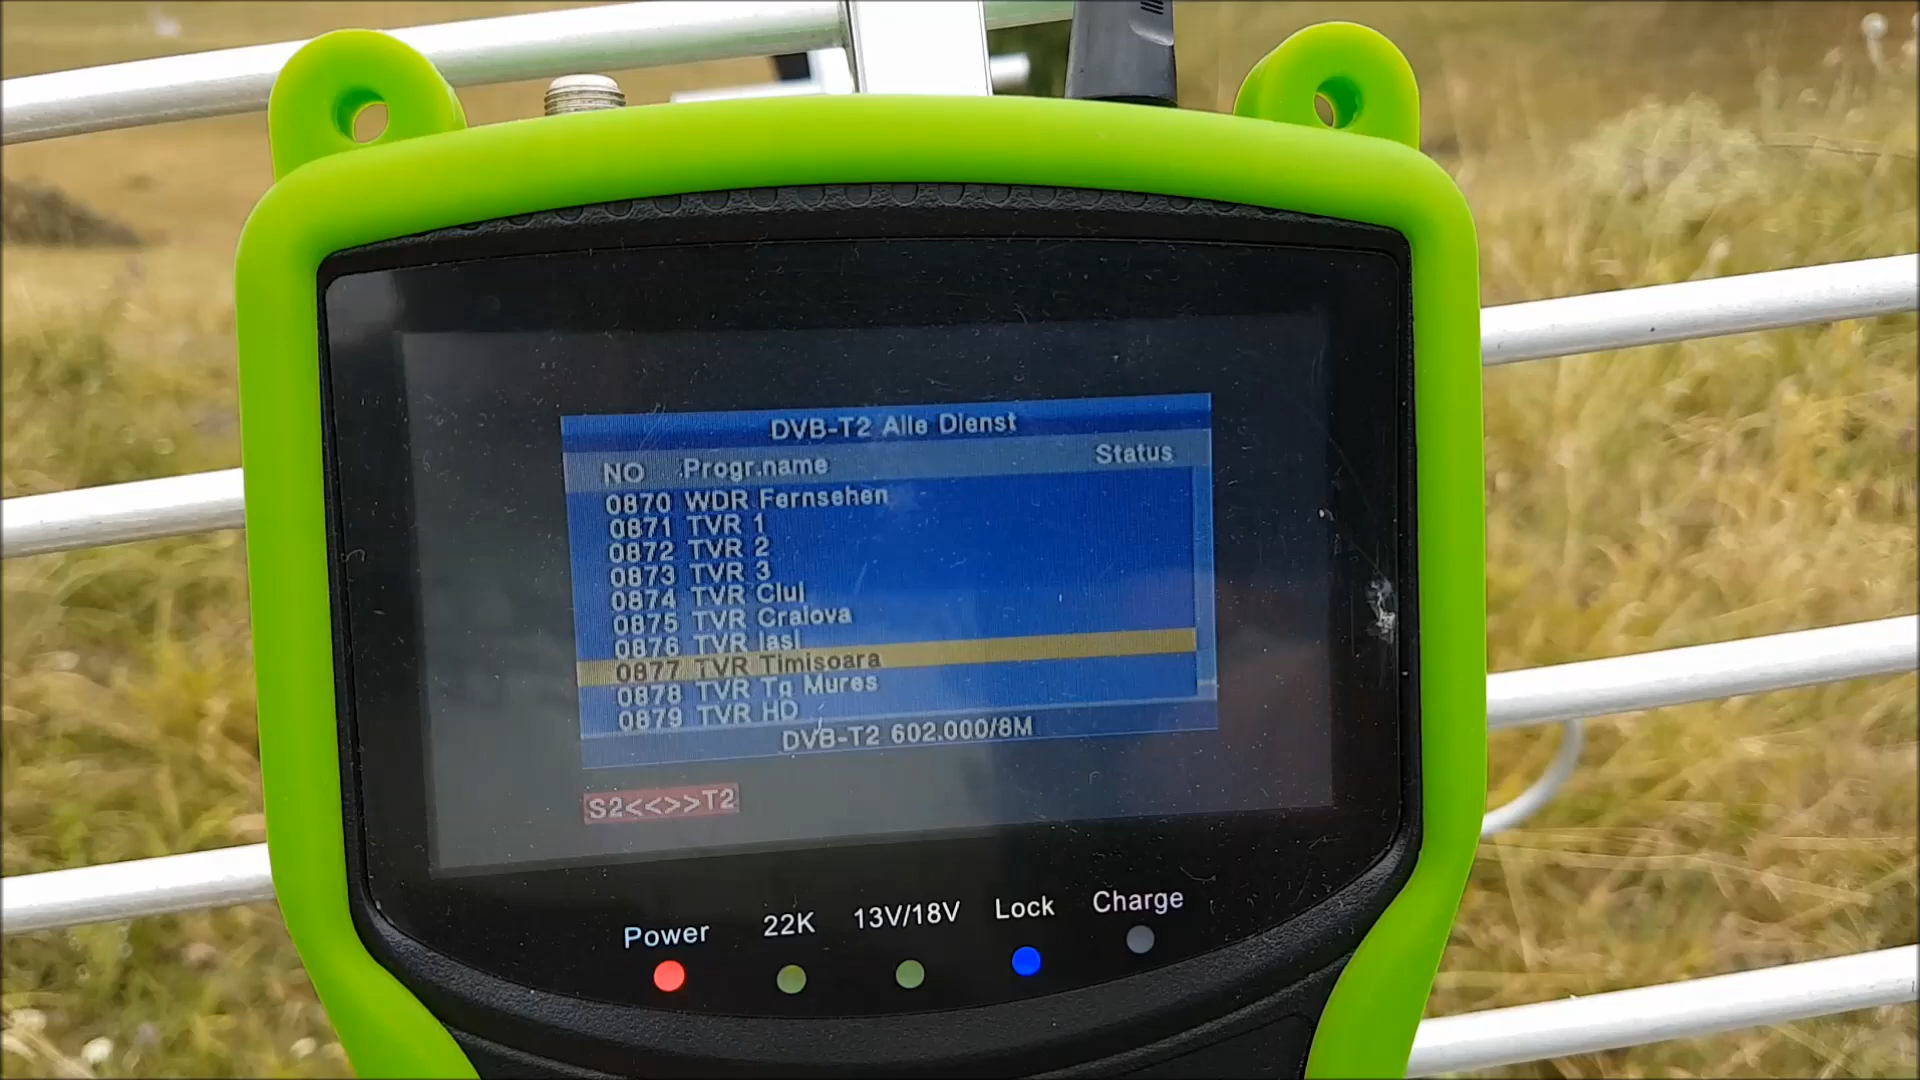 DVB-T2 Alle Dienst
NO Progr.name Status
0870 WDR Fernsehen
0871 TVR 1
0872 TVR 2
0873 TVR 3
0874 TVR Cluj
0875 TVR Craiova
0876 TVR Iasi
0877 TVR Timisoara
0878 TVR Tg Mures
0879 TVR HD
DVB-T2 602.000/8M
S2<<>>T2
Power 22K 13V/18V Lock Charge